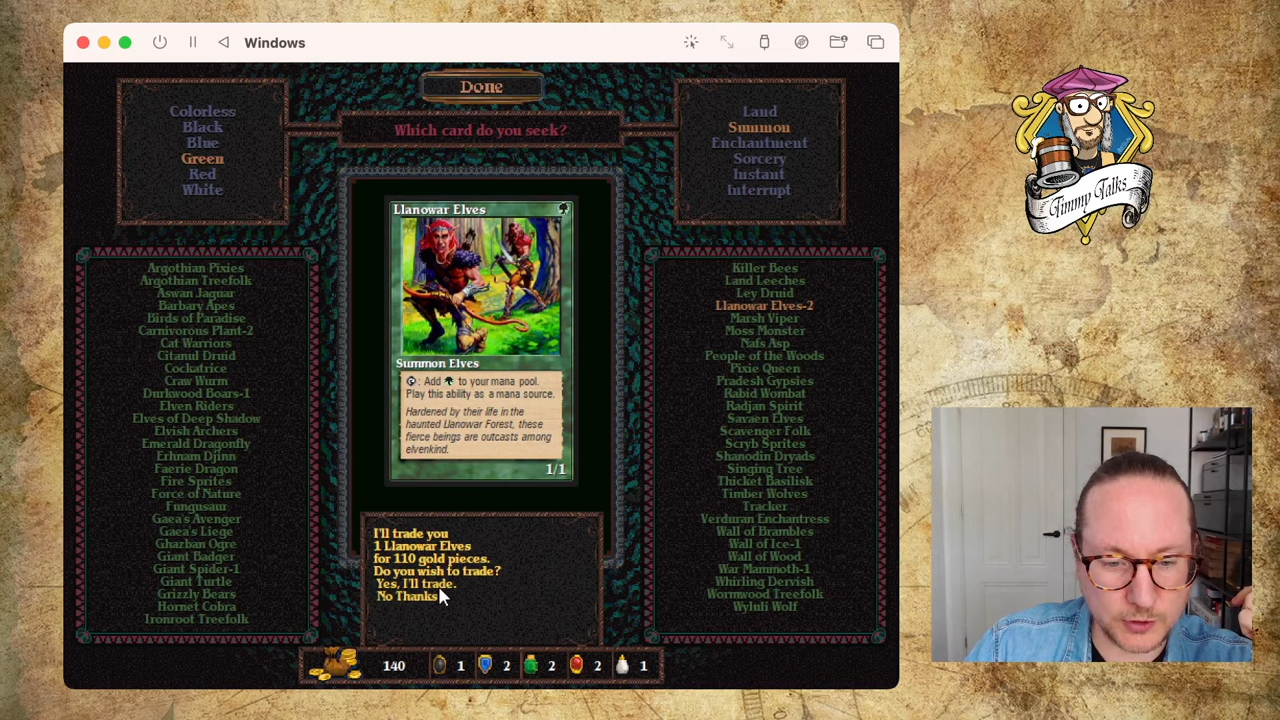 Windows
Done
Which card do you seek?
Colorless
Black
Blue
Green
Red
White
Land
Summon
Enchantment
Sorcery
Instant
Interrupt
Llanowar Elves
Summon Elves
: Add to your mana pool.
Play this ability as a mana source.
Hardened by their life in the
haunted Llanowar Forest, these
fierce beings are outcasts among
elvenkind.
1/1
Argothian Pixies
Argothian Treefolk
Aswan Jaguar
Barbary Apes
Birds of Paradise
Carnivorous Plant-2
Cat Warriors
Citanul Druid
Cockatrice
Craw Wurm
Durkwood Boars-1
Elven Riders
Elves of Deep Shadow
Elvish Archers
Emerald Dragonfly
Erhnam Djinn
Faerie Dragon
Fire Sprites
Force of Nature
Fungusaur
Gaea's Avenger
Gaea's Liege
Ghazban Ogre
Giant Badger
Giant Spider-1
Giant Turtle
Grizzly Bears
Hornet Cobra
Ironroot Treefolk
Killer Bees
Land Leeches
Ley Druid
Llanowar Elves-2
Marsh Viper
Moss Monster
Nafs Asp
People of the Woods
Pixie Queen
Pradesh Gypsies
Rabid Wombat
Radjan Spirit
Savaen Elves
Scavenger Folk
Scryb Sprites
Shanodin Dryads
Singing Tree
Thicket Basilisk
Timber Wolves
Tracker
Verduran Enchantress
Wall of Brambles
Wall of Ice-1
Wall of Wood
War Mammoth-1
Whirling Dervish
Wormwood Treefolk
Wyluli Wolf
I'll trade you
1 Llanowar Elves
for 110 gold pieces.
Do you wish to trade?
Yes, I'll trade.
No Thanks
140
1
2
2
2
1
Timmy Talks